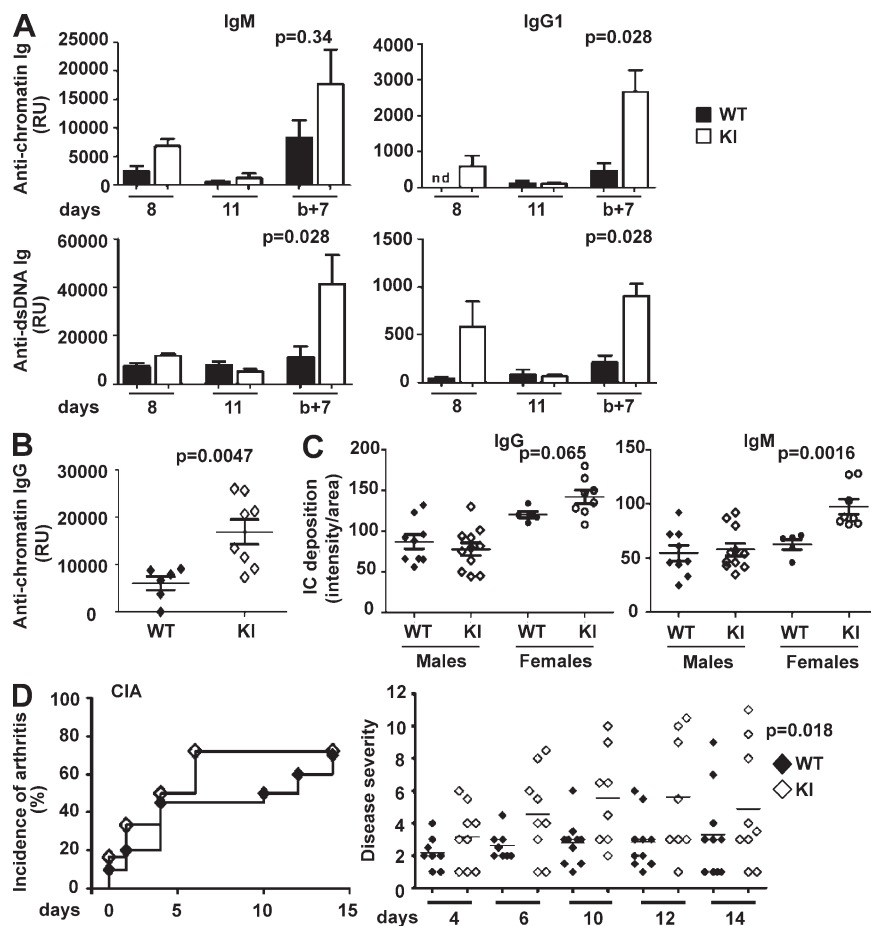 A
IgM
IgG1
Anti-chromatin Ig
(RU)
25000
20000
15000
10000
5000
0
p=0.34
days
8
11
b+7
4000
3000
2000
1000
0
p=0.028
nd
8
11
b+7
WT
KI
Anti-dsDNA Ig
(RU)
60000
40000
20000
0
p=0.028
days
8
11
b+7
1500
1000
500
0
p=0.028
8
11
b+7
B
Anti-chromatin IgG
(RU)
30000
20000
10000
0
p=0.0047
WT
KI
C
IgG
IC deposition
(intensity/area)
200
150
100
50
0
p=0.065
WT
KI
WT
KI
Males
Females
IgM
150
100
50
0
p=0.0016
WT
KI
WT
KI
Males
Females
D
CIA
Incidence of arthritis
(%)
100
80
60
40
20
0
days
0
5
10
15
Disease severity
12
10
8
6
4
2
0
days
4
6
10
12
14
p=0.018
WT
KI